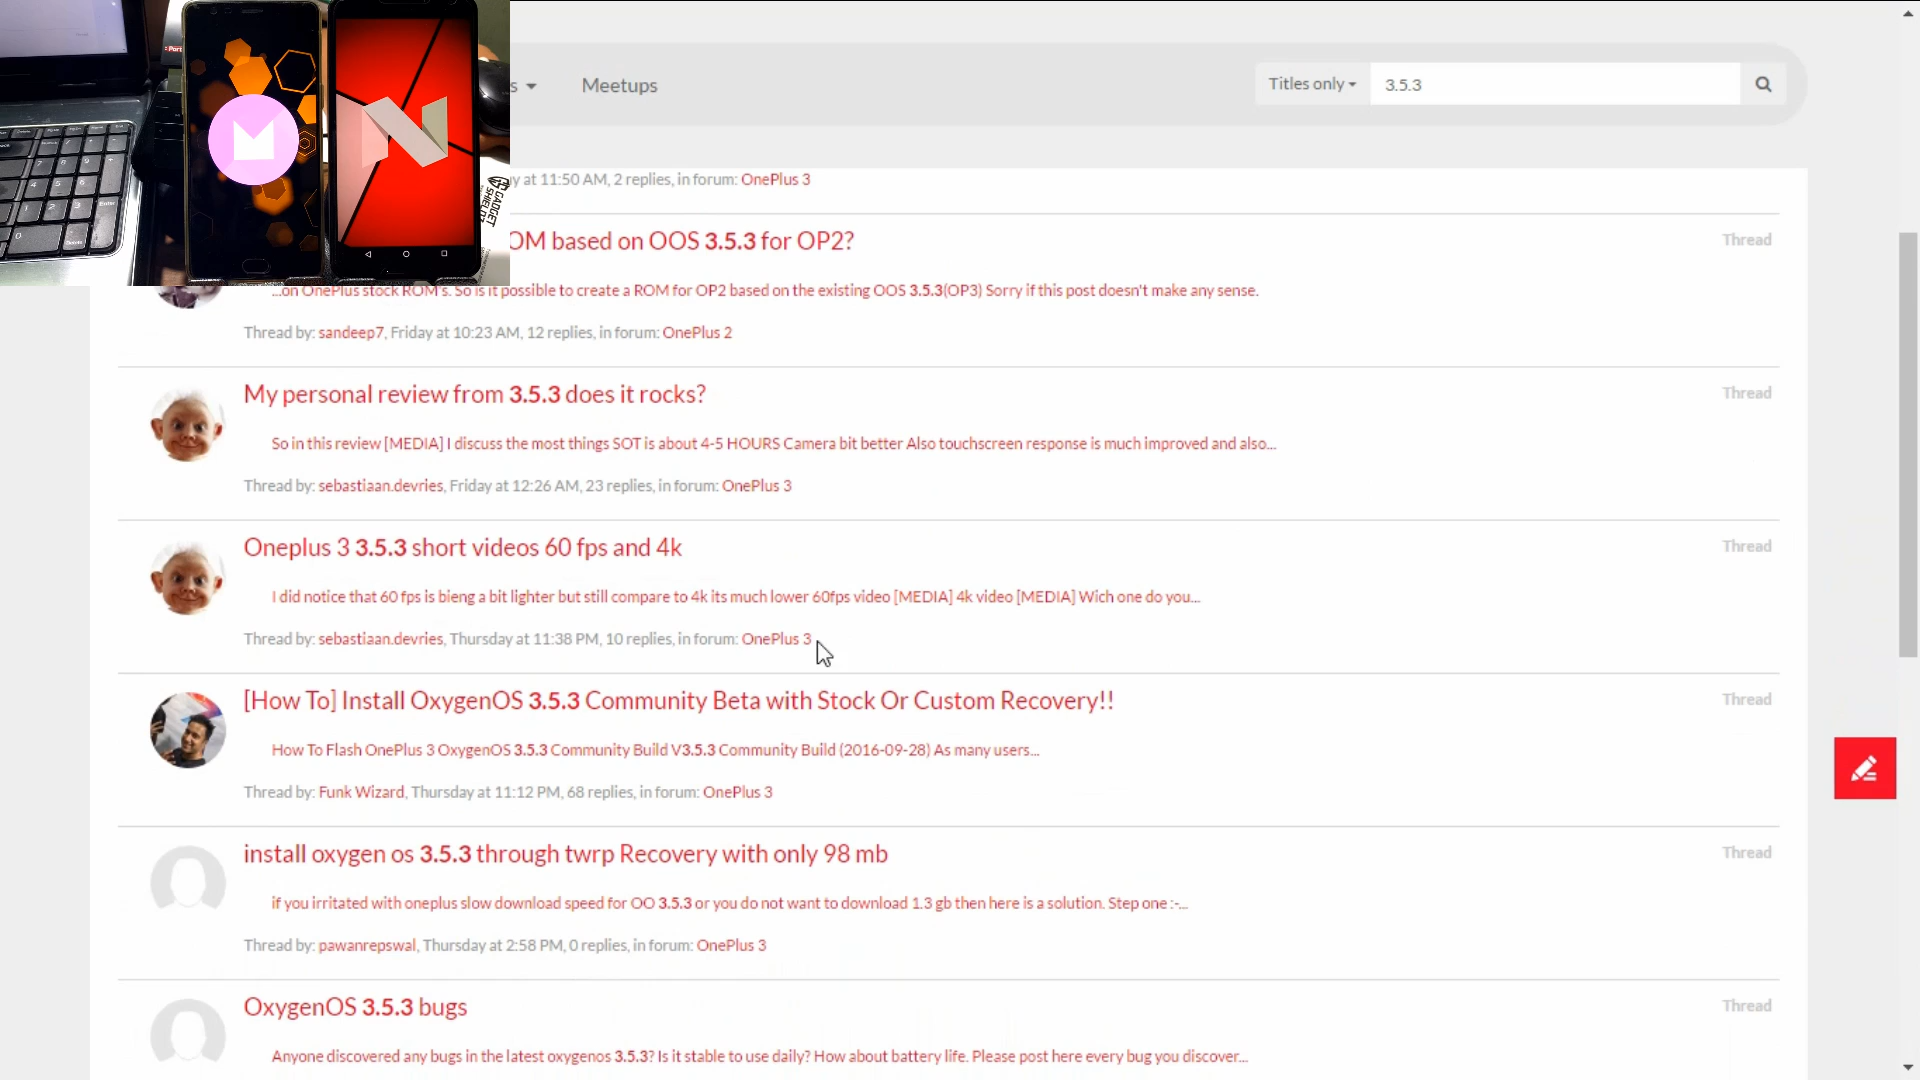 s
Meetups
Titles only
3.5.3
y at 11:50 AM, 2 replies, in forum: OnePlus 3
OM based on OOS 3.5.3 for OP2?
Thread
...on OnePlus stock ROM's. So is it possible to create a ROM for OP2 based on the existing OOS 3.5.3(OP3) Sorry if this post doesn't make any sense.
Thread by: sandeep7, Friday at 10:23 AM, 12 replies, in forum: OnePlus 2
My personal review from 3.5.3 does it rocks?
Thread
So in this review [MEDIA] I discuss the most things SOT is about 4-5 HOURS Camera bit better Also touchscreen response is much improved and also...
Thread by: sebastiaan.devries, Friday at 12:26 AM, 23 replies, in forum: OnePlus 3
Oneplus 3 3.5.3 short videos 60 fps and 4k
Thread
I did notice that 60 fps is bieng a bit lighter but still compare to 4k its much lower 60fps video [MEDIA] 4k video [MEDIA] Wich one do you...
Thread by: sebastiaan.devries, Thursday at 11:38 PM, 10 replies, in forum: OnePlus 3
[How To] Install OxygenOS 3.5.3 Community Beta with Stock Or Custom Recovery!!
Thread
How To Flash OnePlus 3 OxygenOS 3.5.3 Community Build V3.5.3 Community Build (2016-09-28) As many users...
Thread by: Funk Wizard, Thursday at 11:12 PM, 68 replies, in forum: OnePlus 3
install oxygen os 3.5.3 through twrp Recovery with only 98 mb
Thread
if you irritated with oneplus slow download speed for OO 3.5.3 or you do not want to download 1.3 gb then here is a solution. Step one :-...
Thread by: pawanrepswal, Thursday at 2:58 PM, 0 replies, in forum: OnePlus 3
OxygenOS 3.5.3 bugs
Thread
Anyone discovered any bugs in the latest oxygenos 3.5.3? Is it stable to use daily? How about battery life. Please post here every bug you discover...
GADGET
SHIELDZ